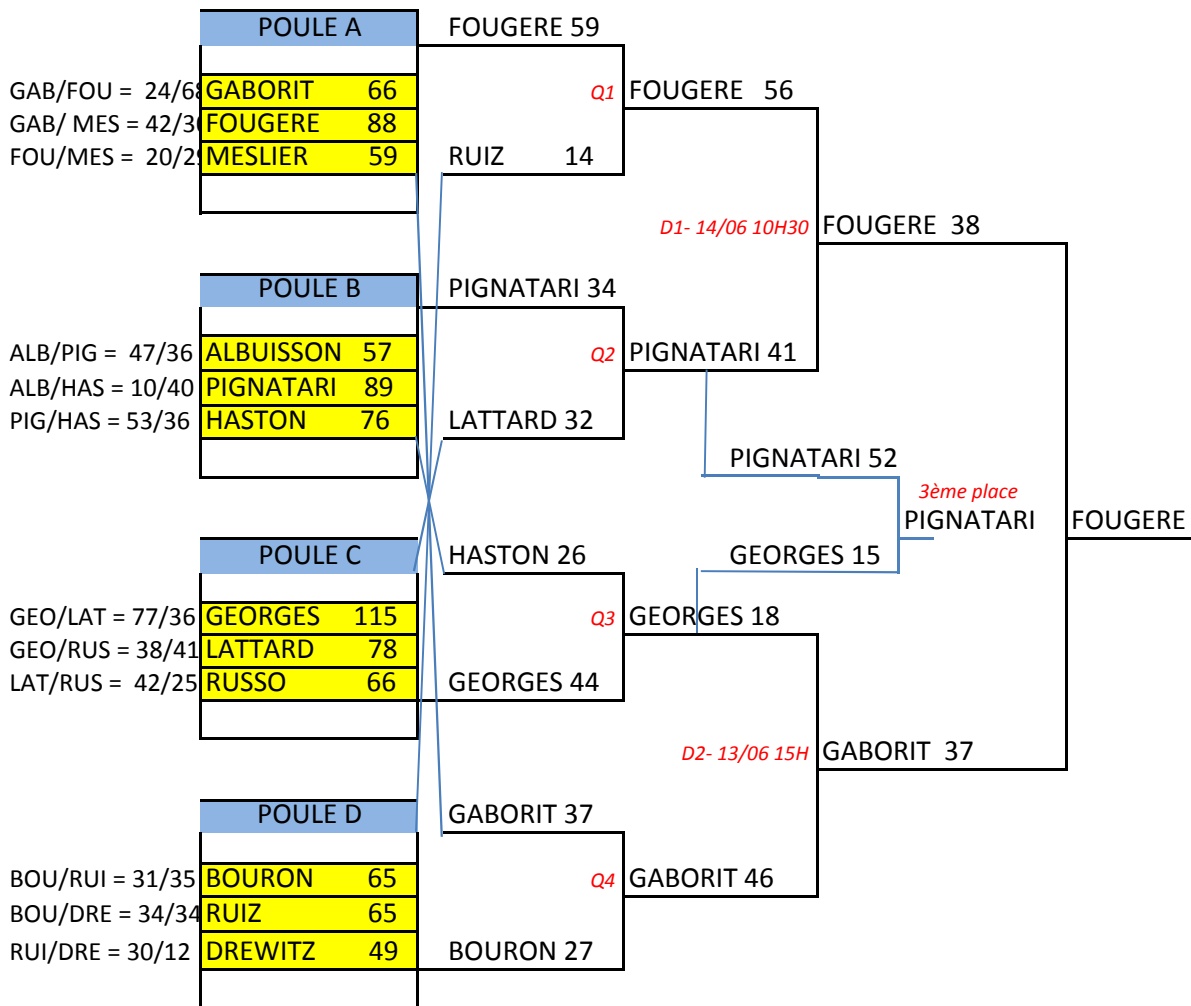 POULE A
GAB/FOU = 24/68 GABORIT 66
GAB/ MES = 42/30 FOUGERE 88
FOU/MES = 20/29 MESLIER 59
POULE B
ALB/PIG = 47/36 ALBUISSON 57
ALB/HAS = 10/40 PIGNATARI 89
PIG/HAS = 53/36 HASTON 76
POULE C
GEO/LAT = 77/36 GEORGES 115
GEO/RUS = 38/41 LATTARD 78
LAT/RUS = 42/25 RUSSO 66
POULE D
BOU/RUI = 31/35 BOURON 65
BOU/DRE = 34/34 RUIZ 65
RUI/DRE = 30/12 DREWITZ 49
FOUGERE 59
Q1
RUIZ 14
PIGNATARI 34
Q2
LATTARD 32
HASTON 26
Q3
GEORGES 44
GABORIT 37
Q4
BOURON 27
FOUGERE 56
D1- 14/06 10H30
PIGNATARI 41
PIGNATARI 52
GEORGES 15
GEORGES 18
D2- 13/06 15H
GABORIT 46
FOUGERE 38
3ème place
PIGNATARI
GABORIT 37
FOUGERE